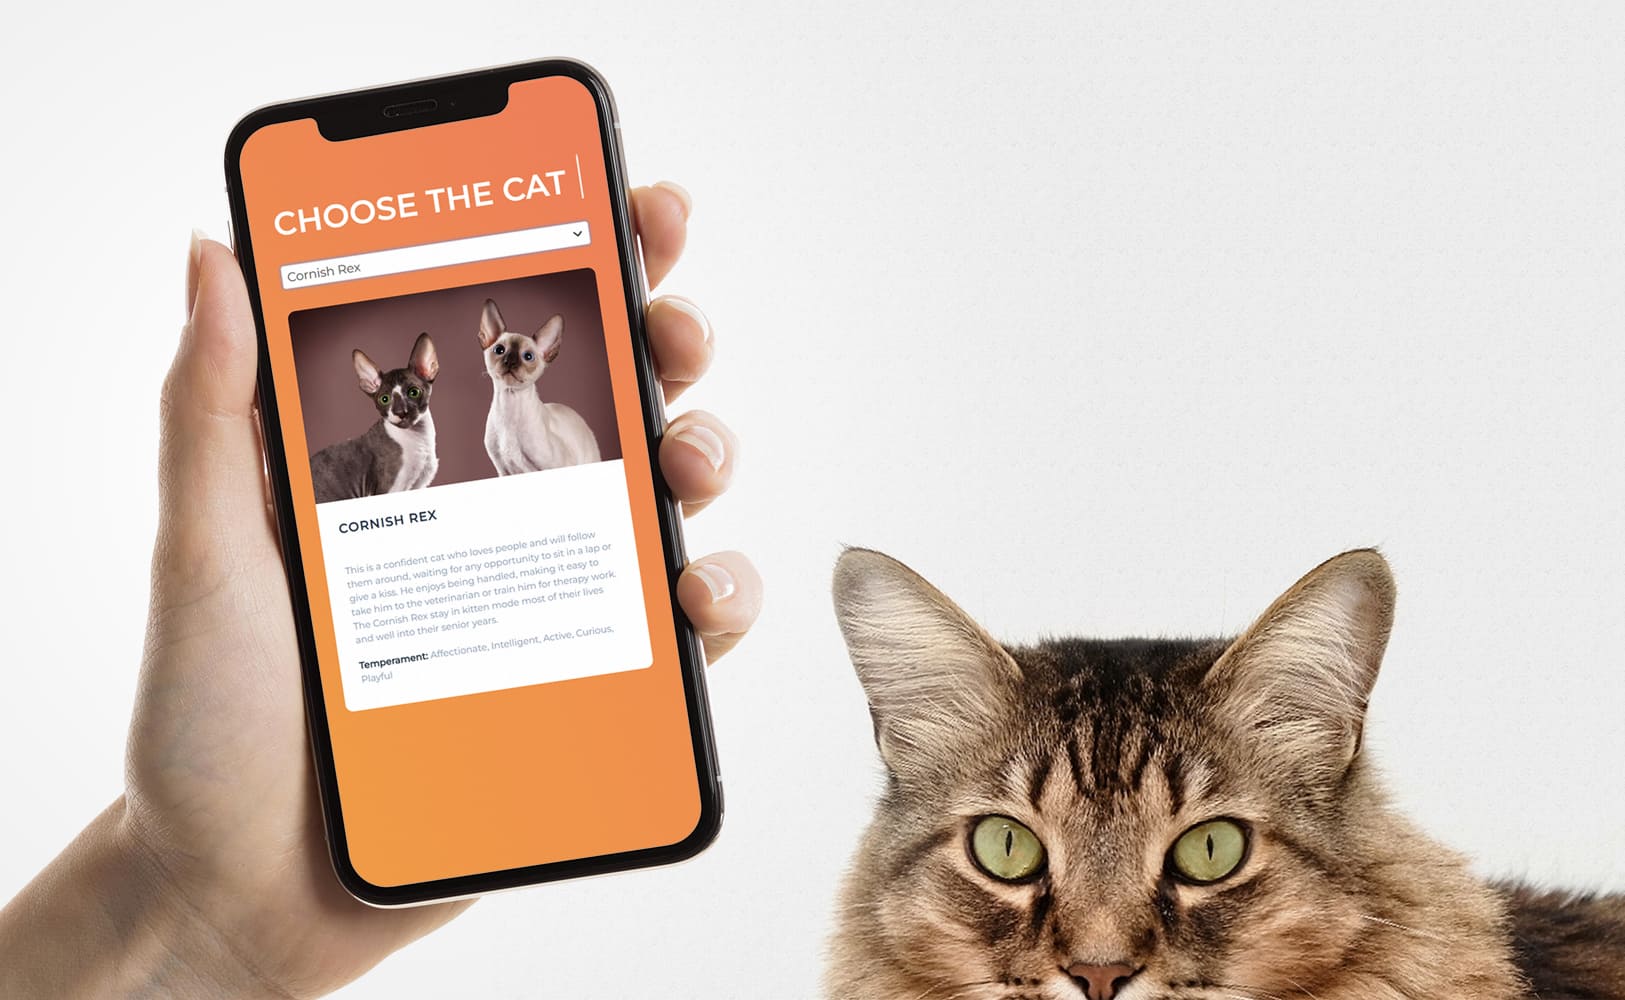 CHOOSE THE CAT
Cornish Rex
CORNISH REX
This is a confident cat who loves people and will follow
them around, waiting for any opportunity to sit in a lap or
give a kiss. He enjoys being handled, making it easy to
take him to the veterinarian or train him for therapy work.
The Cornish Rex stay in kitten mode most of their lives
and well into their senior years.
Temperament: Affectionate, Intelligent, Active, Curious,
Playful